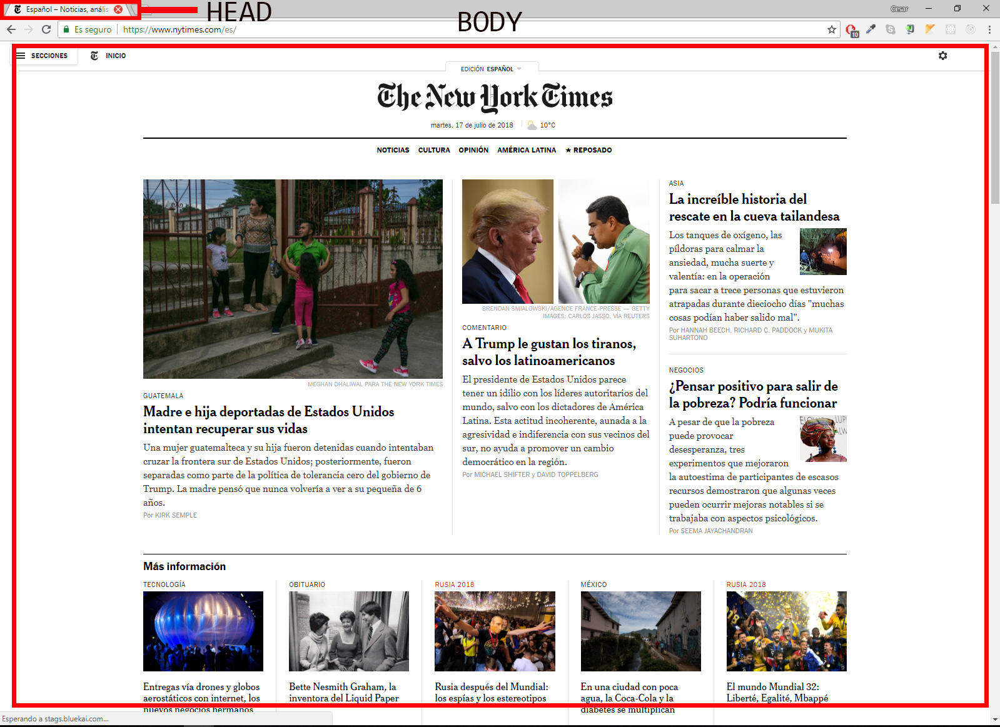 Español – Noticias, anális
HEAD
BODY
Cesar
Es seguro
https://www.nytimes.com/es/
10
SECCIONES
INICIO
EDICIÓN ESPAÑOL
The New York Times
martes, 17 de julio de 2018
10°C
NOTICIAS CULTURA OPINIÓN AMÉRICA LATINA ★ REPOSADO
MEGHAN DHALIWAL PARA THE NEW YORK TIMES
GUATEMALA
Madre e hija deportadas de Estados Unidos
intentan recuperar sus vidas
Una mujer guatemalteca y su hija fueron detenidas cuando intentaban
cruzar la frontera sur de Estados Unidos; posteriormente, fueron
separadas como parte de la política de tolerancia cero del gobierno de
Trump. La madre pensó que nunca volvería a ver a su pequeña de 6
años.
Por KIRK SEMPLE
BRENDAN SMIALOWSKI/AGENCE FRANCE-PRESSE — GETTY
IMAGES; CARLOS JASSO, VÍA REUTERS
COMENTARIO
A Trump le gustan los tiranos,
salvo los latinoamericanos
El presidente de Estados Unidos parece
tener un idilio con los líderes autoritarios del
mundo, salvo con los dictadores de América
Latina. Esta actitud incoherente, aunada a la
agresividad e indiferencia con sus vecinos del
sur, no ayuda a promover un cambio
democrático en la región.
Por MICHAEL SHIFTER y DAVID TOPPELBERG
ASIA
La increíble historia del
rescate en la cueva tailandesa
Los tanques de oxígeno, las
píldoras para calmar la
ansiedad, mucha suerte y
valentía: en la operación
para sacar a trece personas que estuvieron
atrapadas durante dieciocho días "muchas
cosas podían haber salido mal".
Por HANNAH BEECH, RICHARD C. PADDOCK y MUKITA
SUHARTONO
NEGOCIOS
¿Pensar positivo para salir de
la pobreza? Podría funcionar
A pesar de que la pobreza
puede provocar
desesperanza, tres
experimentos que mejoraron
la autoestima de participantes de escasos
recursos demostraron que algunas veces
pueden ocurrir mejoras notables si se
trabajaba con aspectos psicológicos.
Por SEEMA JAYACHANDRAN
Más información
TECNOLOGÍA
Entregas vía drones y globos
aerostáticos con internet, los
nuevos negocios hermanos
OBITUARIO
Bette Nesmith Graham, la
inventora del Liquid Paper
RUSIA 2018
Rusia después del Mundial:
los espías y los estereotipos
MÉXICO
En una ciudad con poca
agua, la Coca-Cola y la
diabetes se multiplican
RUSIA 2018
El mundo Mundial 32:
Liberté, Egalité, Mbappé
Esperando a stags.bluekai.com...